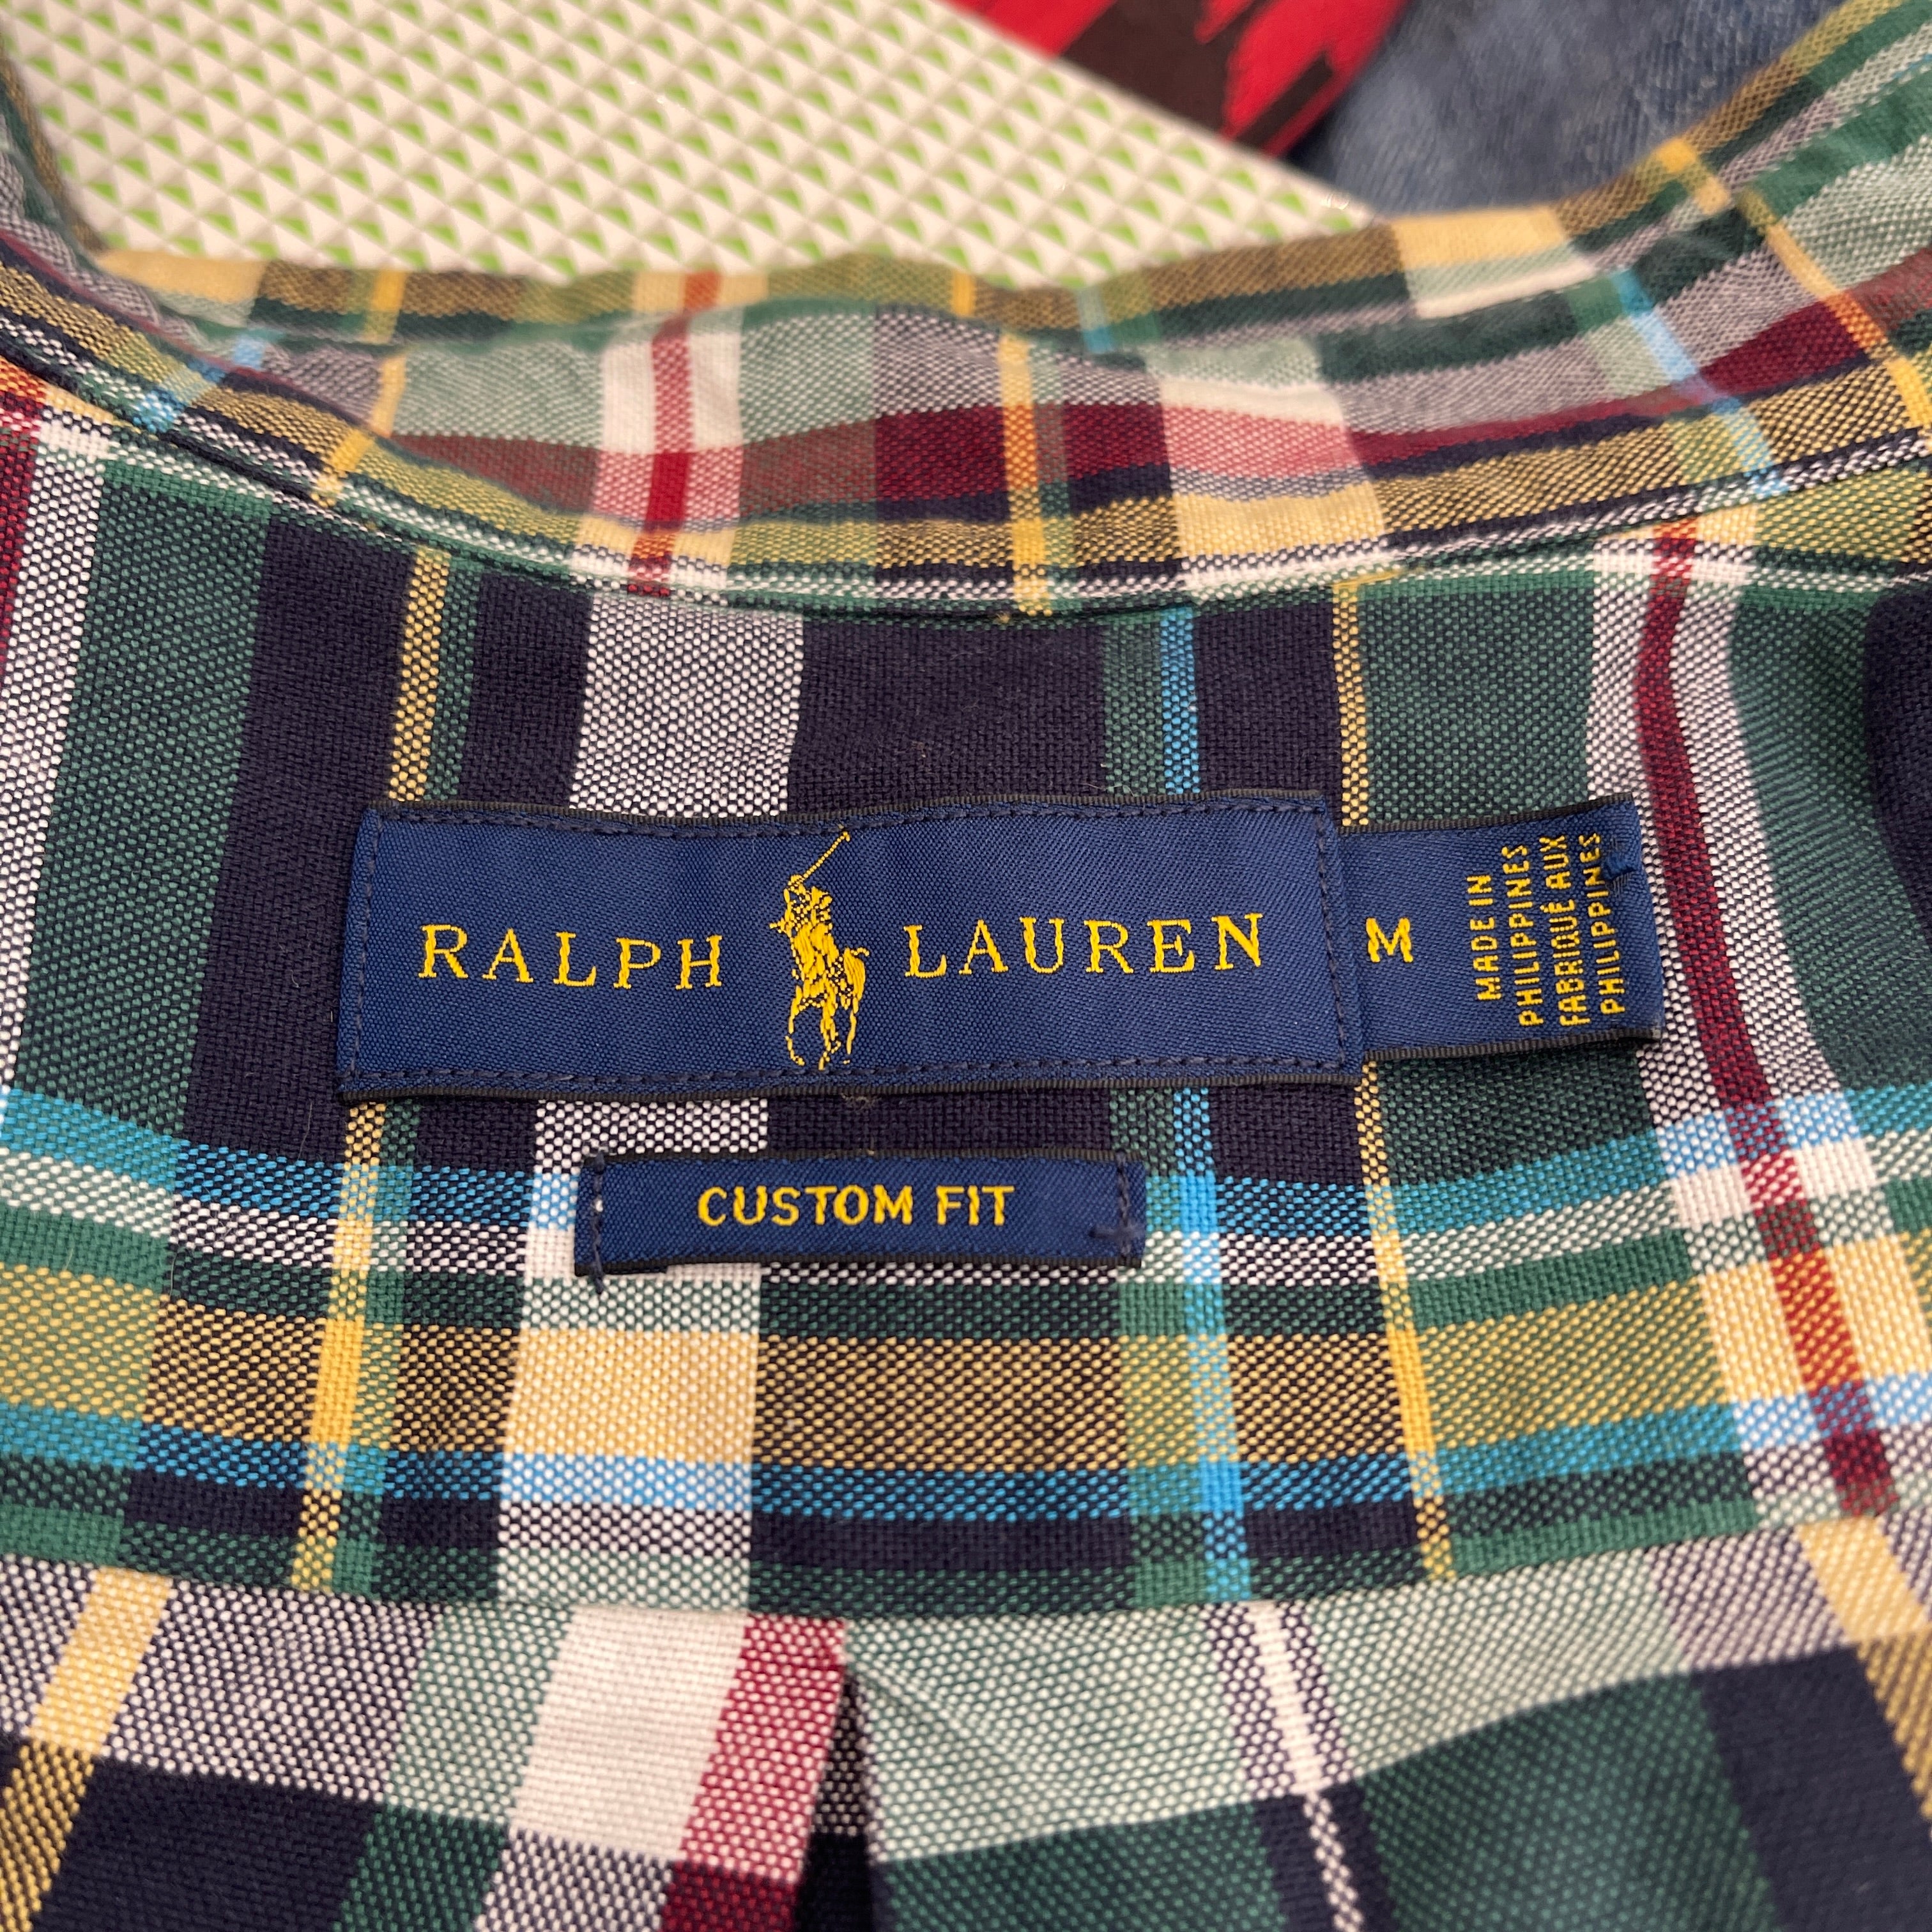 RALPH LAUREN
M
MADE IN
PHILIPPINES
FABRIQUÉ AUX
PHILIPPINES
CUSTOM FIT